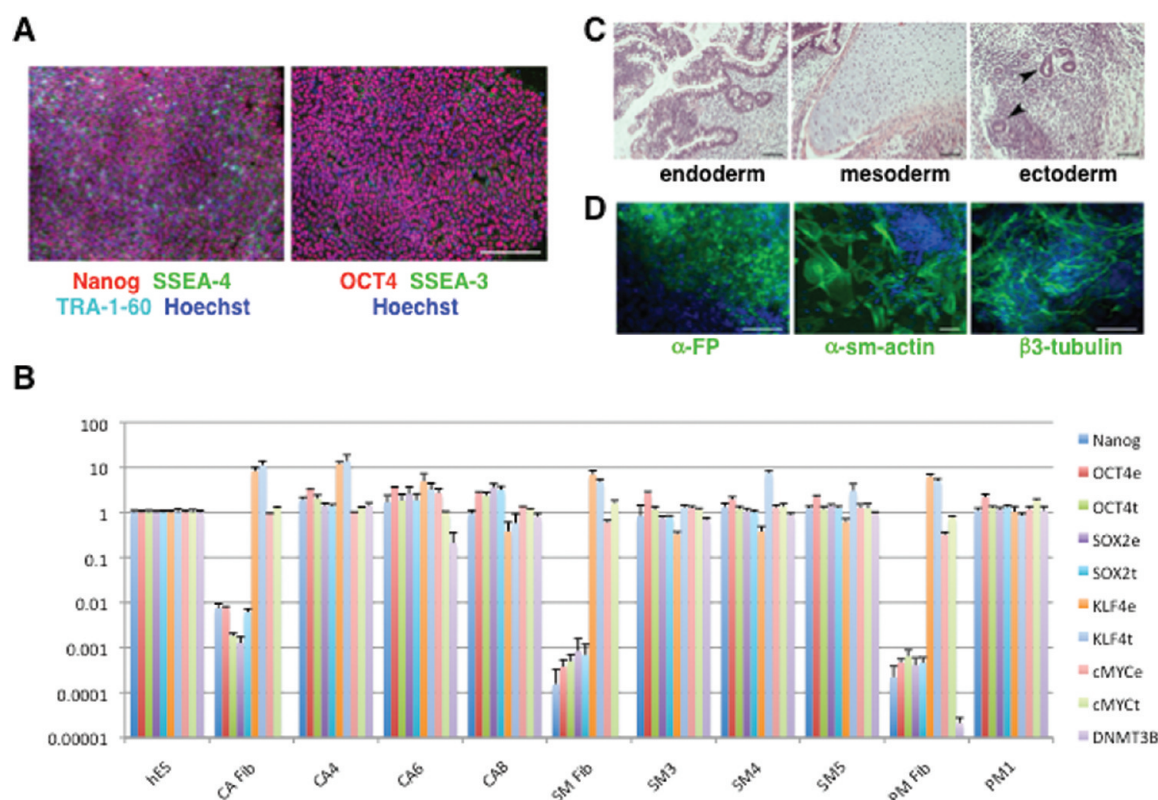 A
Nanog SSEA-4
TRA-1-60 Hoechst
OCT4 SSEA-3
Hoechst
C
endoderm
mesoderm
ectoderm
D
α-FP
α-sm-actin
β3-tubulin
B
100
10
1
0.1
0.01
0.001
0.0001
0.00001
hES
CA Fib
CA4
CA6
CA8
SM Fib
SM3
SM4
SM5
PM Fib
PM1
Nanog
OCT4e
OCT4t
SOX2e
SOX2t
KLF4e
KLF4t
cMYCe
cMYCt
DNMT3B